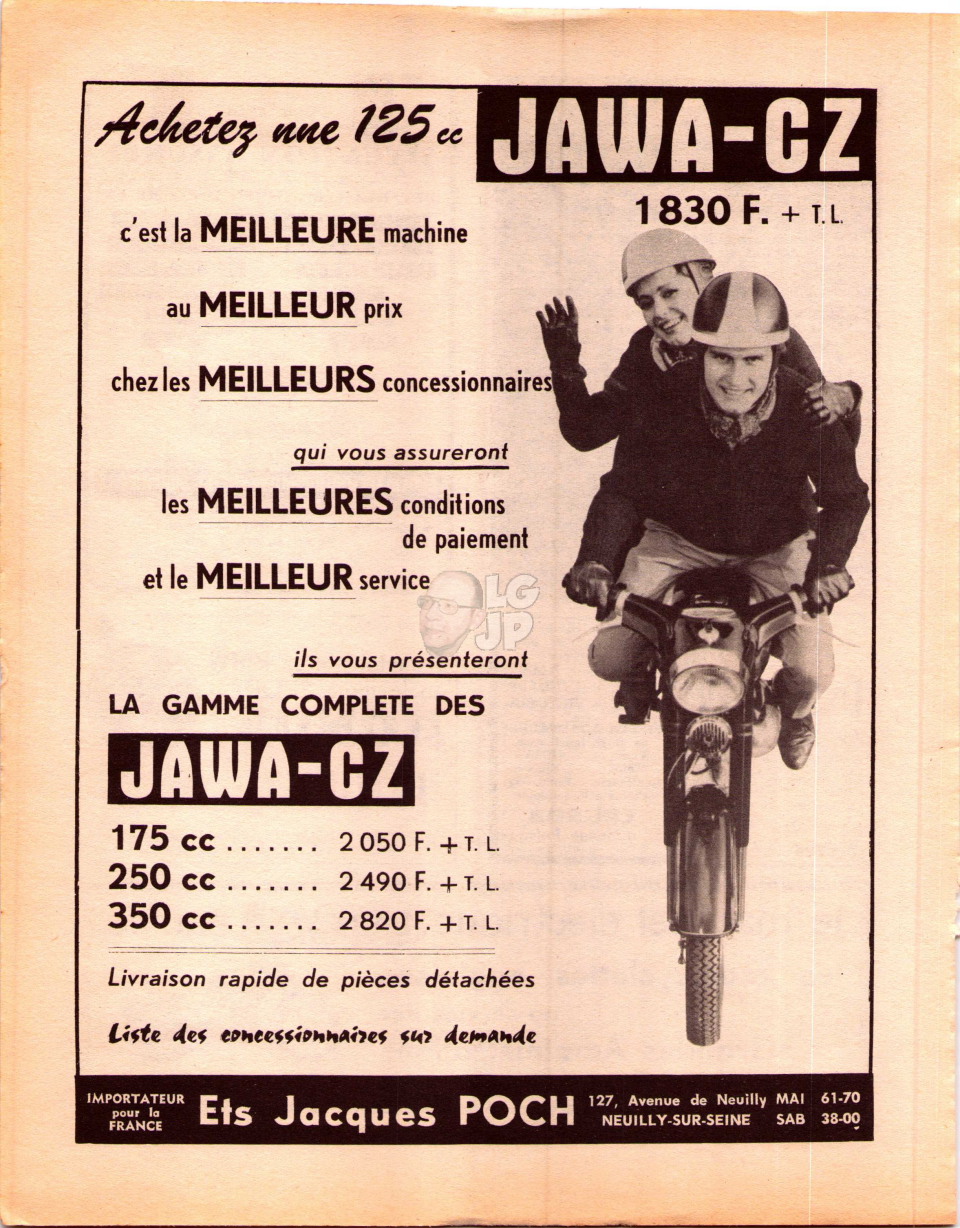 Achetez une 125 cc
JAWA-CZ
1830 F. + T.L.
c'est la MEILLEURE machine
au MEILLEUR prix
chez les MEILLEURS concessionnaires
qui vous assureront
les MEILLEURES conditions
de paiement
et le MEILLEUR service
LG
JP
ils vous présenteront
LA GAMME COMPLETE DES
JAWA-CZ
175 cc ....... 2 050 F. + T. L.
250 cc ....... 2 490 F. + T. L.
350 cc ....... 2 820 F. + T. L.
Livraison rapide de pièces détachées
Liste des concessionnaires sur demande
IMPORTATEUR
pour la
FRANCE
Ets Jacques POCH
127, Avenue de Neuilly MAI 61-70
NEUILLY-SUR-SEINE SAB 38-00